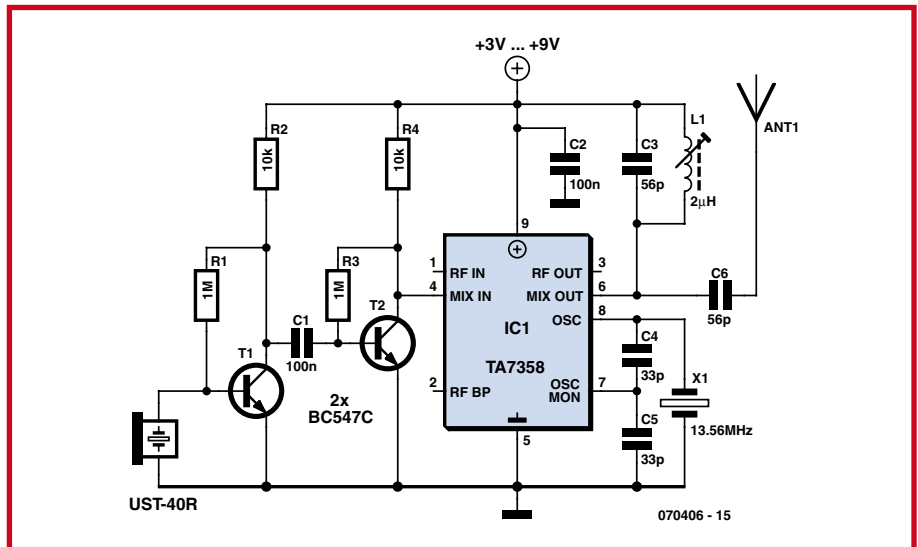 +3V ... +9V
R2
10k
R4
10k
C2
100n
C3
56p
L1
2µH
ANT1
R1
1M
R3
1M
C1
100n
T1
T2
2x
BC547C
9
1
RF IN
RF OUT
3
4
MIX IN
MIX OUT
6
IC1
OSC
8
TA7358
2
RF BP
OSC
MON
7
5
C6
56p
C4
33p
C5
33p
X1
13.56MHz
UST-40R
070406 - 15